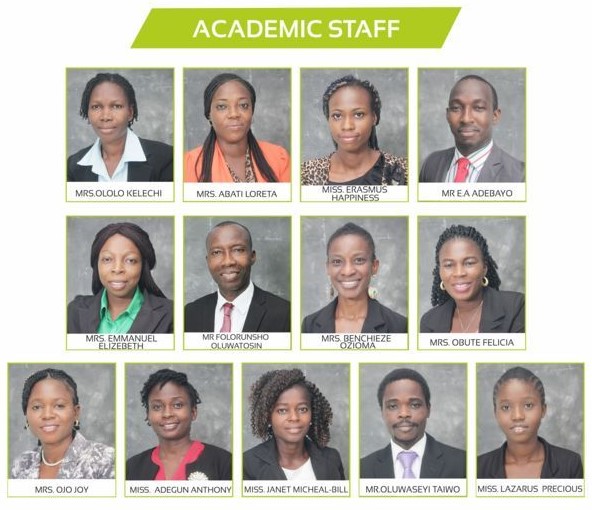 ACADEMIC STAFF
MRS.OLOLO KELECHI
MRS. ABATI LORETA
MISS. ERASMUS
HAPPINESS
MR E.A ADEBAYO
MRS. EMMANUEL
ELIZEBETH
MR FOLORUNSHO
OLUWATOSIN
MRS. BENCHIEZE
OZIOMA
MRS. OBUTE FELICIA
MRS. OJO JOY
MISS. ADEGUN ANTHONY
MISS. JANET MICHEAL-BILL
MR.OLUWASEYI TAIWO
MISS. LAZARUS PRECIOUS